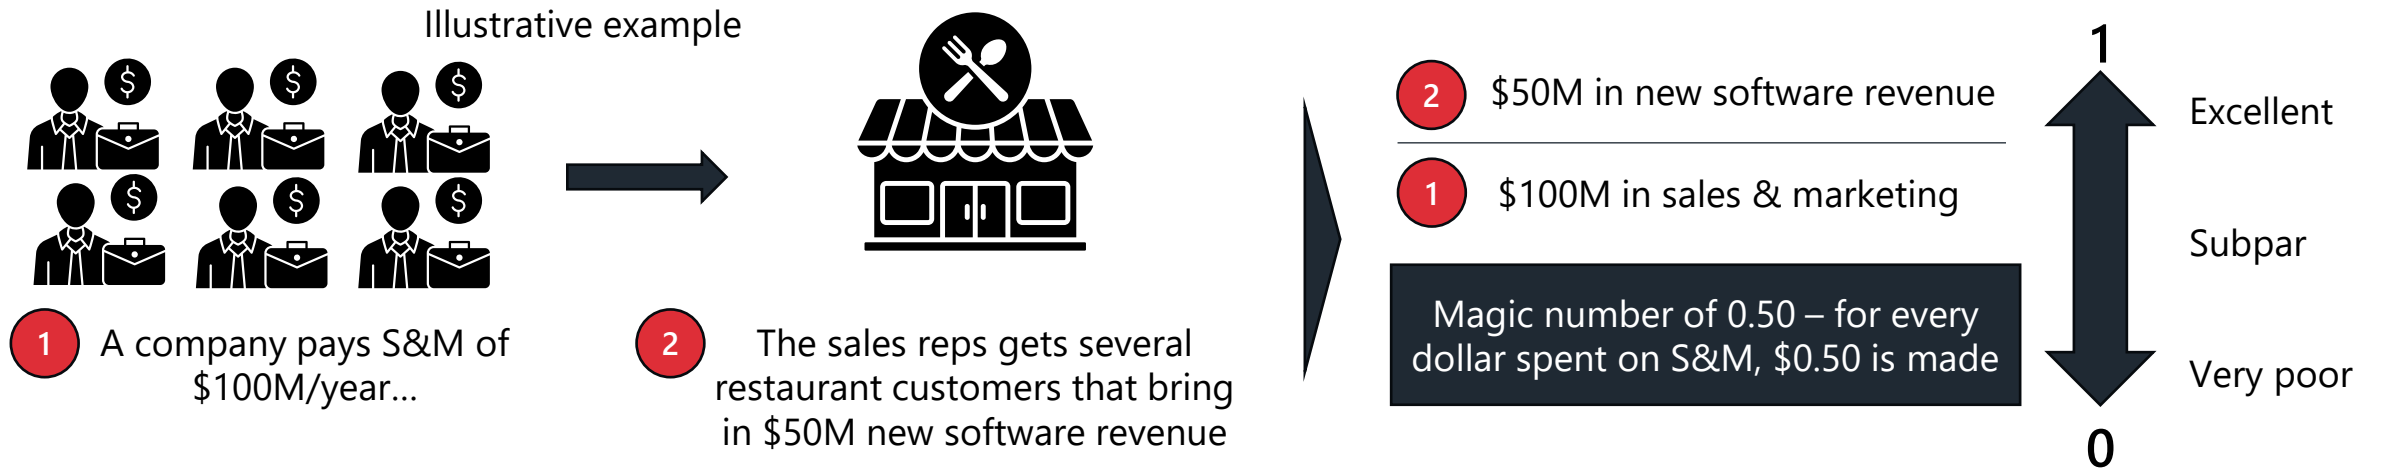 Illustrative example
$
$
$
$
$
$
1
A company pays S&M of
$100M/year...
2
The sales reps gets several
restaurant customers that bring
in $50M new software revenue
2
$50M in new software revenue
1
$100M in sales & marketing
Magic number of 0.50 – for every
dollar spent on S&M, $0.50 is made
1
Excellent
Subpar
Very poor
0